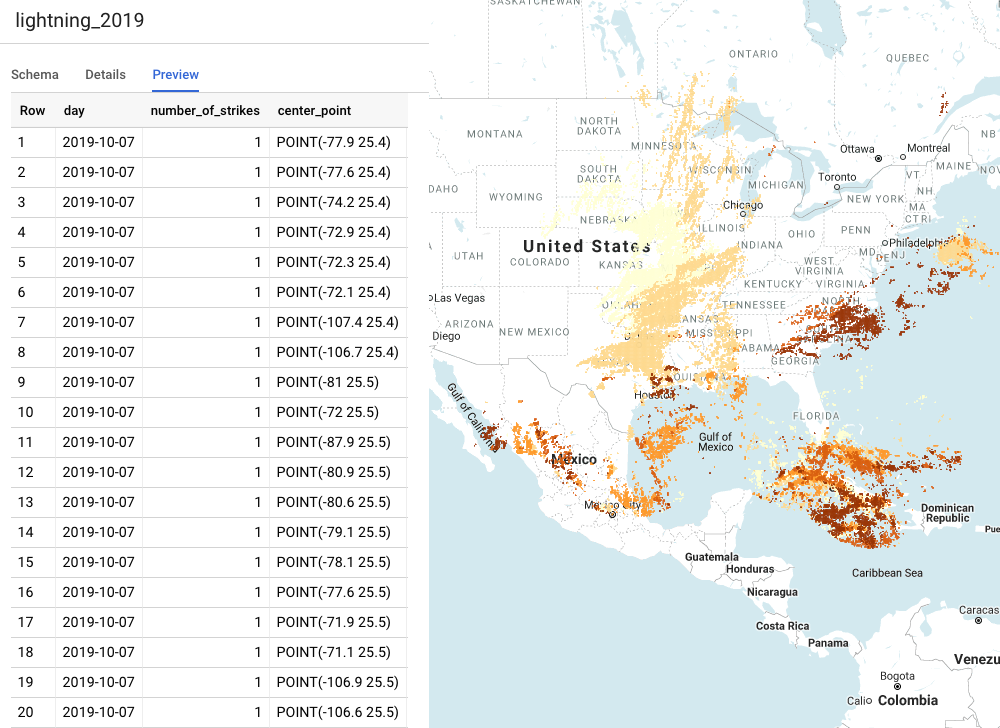 lightning_2019
Schema Details Preview
Row day number_of_strikes center_point
1 2019-10-07 1 POINT(-77.9 25.4)
2 2019-10-07 1 POINT(-77.6 25.4)
3 2019-10-07 1 POINT(-74.2 25.4)
4 2019-10-07 1 POINT(-72.9 25.4)
5 2019-10-07 1 POINT(-72.3 25.4)
6 2019-10-07 1 POINT(-72.1 25.4)
7 2019-10-07 1 POINT(-107.4 25.4)
8 2019-10-07 1 POINT(-106.7 25.4)
9 2019-10-07 1 POINT(-81 25.5)
10 2019-10-07 1 POINT(-72 25.5)
11 2019-10-07 1 POINT(-87.9 25.5)
12 2019-10-07 1 POINT(-80.9 25.5)
13 2019-10-07 1 POINT(-80.6 25.5)
14 2019-10-07 1 POINT(-79.1 25.5)
15 2019-10-07 1 POINT(-78.1 25.5)
16 2019-10-07 1 POINT(-77.6 25.5)
17 2019-10-07 1 POINT(-71.9 25.5)
18 2019-10-07 1 POINT(-71.1 25.5)
19 2019-10-07 1 POINT(-106.9 25.5)
20 2019-10-07 1 POINT(-106.6 25.5)
SASKATCHEWAN
ONTARIO
QUEBEC
MONTANA
NORTH
DAKOTA
MINNESOTA
Ottawa
Montreal
NB
MAINE
NOV
SOUTH
DAKOTA
WISCONSIN
MICHIGAN
Toronto
VT
NH
DAHO
WYOMING
Chicago
NEW YORK
MA
CT RI
NEBRASKA
ILLINOIS
OHIO
PENN
INDIANA
United States
Philadelphia
UTAH
COLORADO
KANSAS
WEST
VIRGINIA
MD
DE
NJ
KENTUCKY
VIRGINIA
Las Vegas
TENNESSEE
NORTH
ARIZONA
NEW MEXICO
MISSISSIPPI
Diego
GEORGIA
Houston
Gulf of California
FLORIDA
Gulf of
Mexico
Mexico
Mexico City
Dominican
Republic
Pue
Guatemala
Honduras
Caribbean Sea
Nicaragua
Caracas
Costa Rica
Panama
Venezu
Bogota
Cali
Colombia